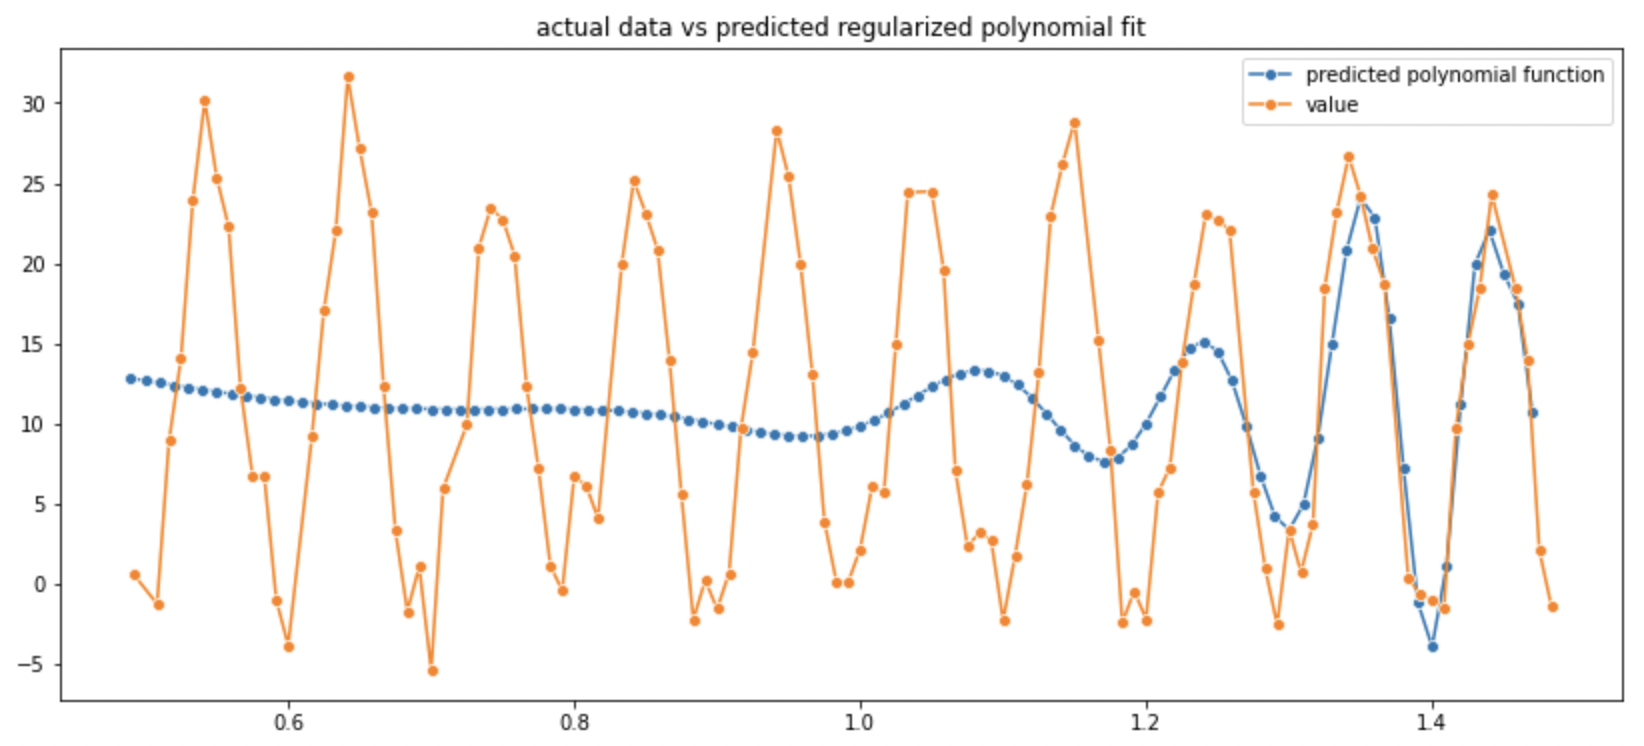 actual data vs predicted regularized polynomial fit
predicted polynomial function
value
30
25
20
15
10
5
0
−5
0.6 0.8 1.0 1.2 1.4